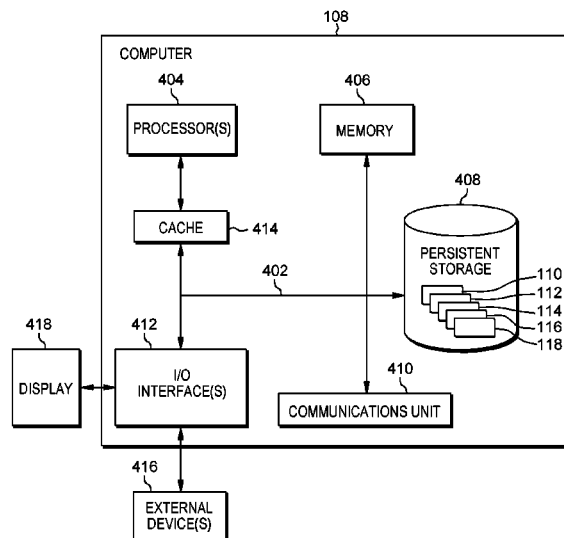 108
COMPUTER
404
PROCESSOR(S)
406
MEMORY
408
PERSISTENT
STORAGE
CACHE
414
402
110
112
114
116
118
412
I/O
INTERFACE(S)
418
DISPLAY
410
COMMUNICATIONS UNIT
416
EXTERNAL
DEVICE(S)